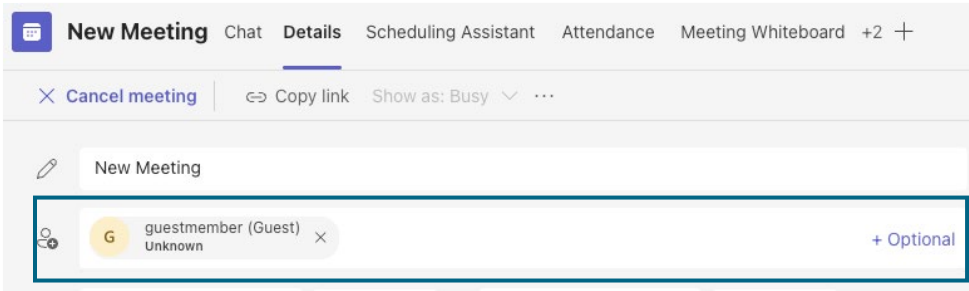 New Meeting Chat Details Scheduling Assistant Attendance Meeting Whiteboard +2
Cancel meeting Copy link Show as: Busy
New Meeting
G guestmember (Guest)
Unknown
+ Optional